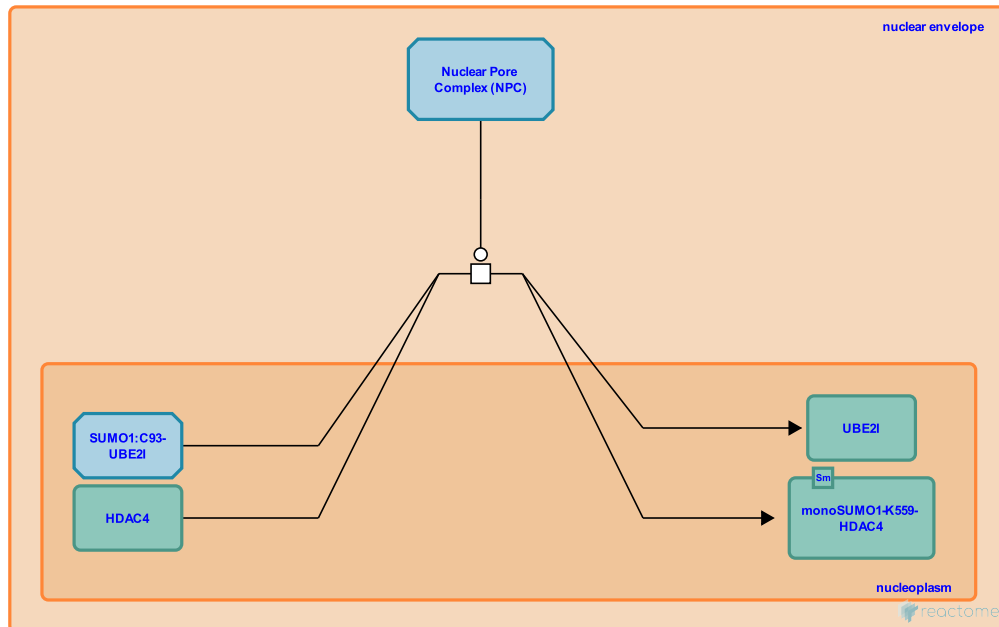 nuclear envelope
Nuclear Pore
Complex (NPC)
SUMO1:C93-
UBE2I
HDAC4
UBE2I
Sm
monoSUMO1-K559-
HDAC4
nucleoplasm
reactome